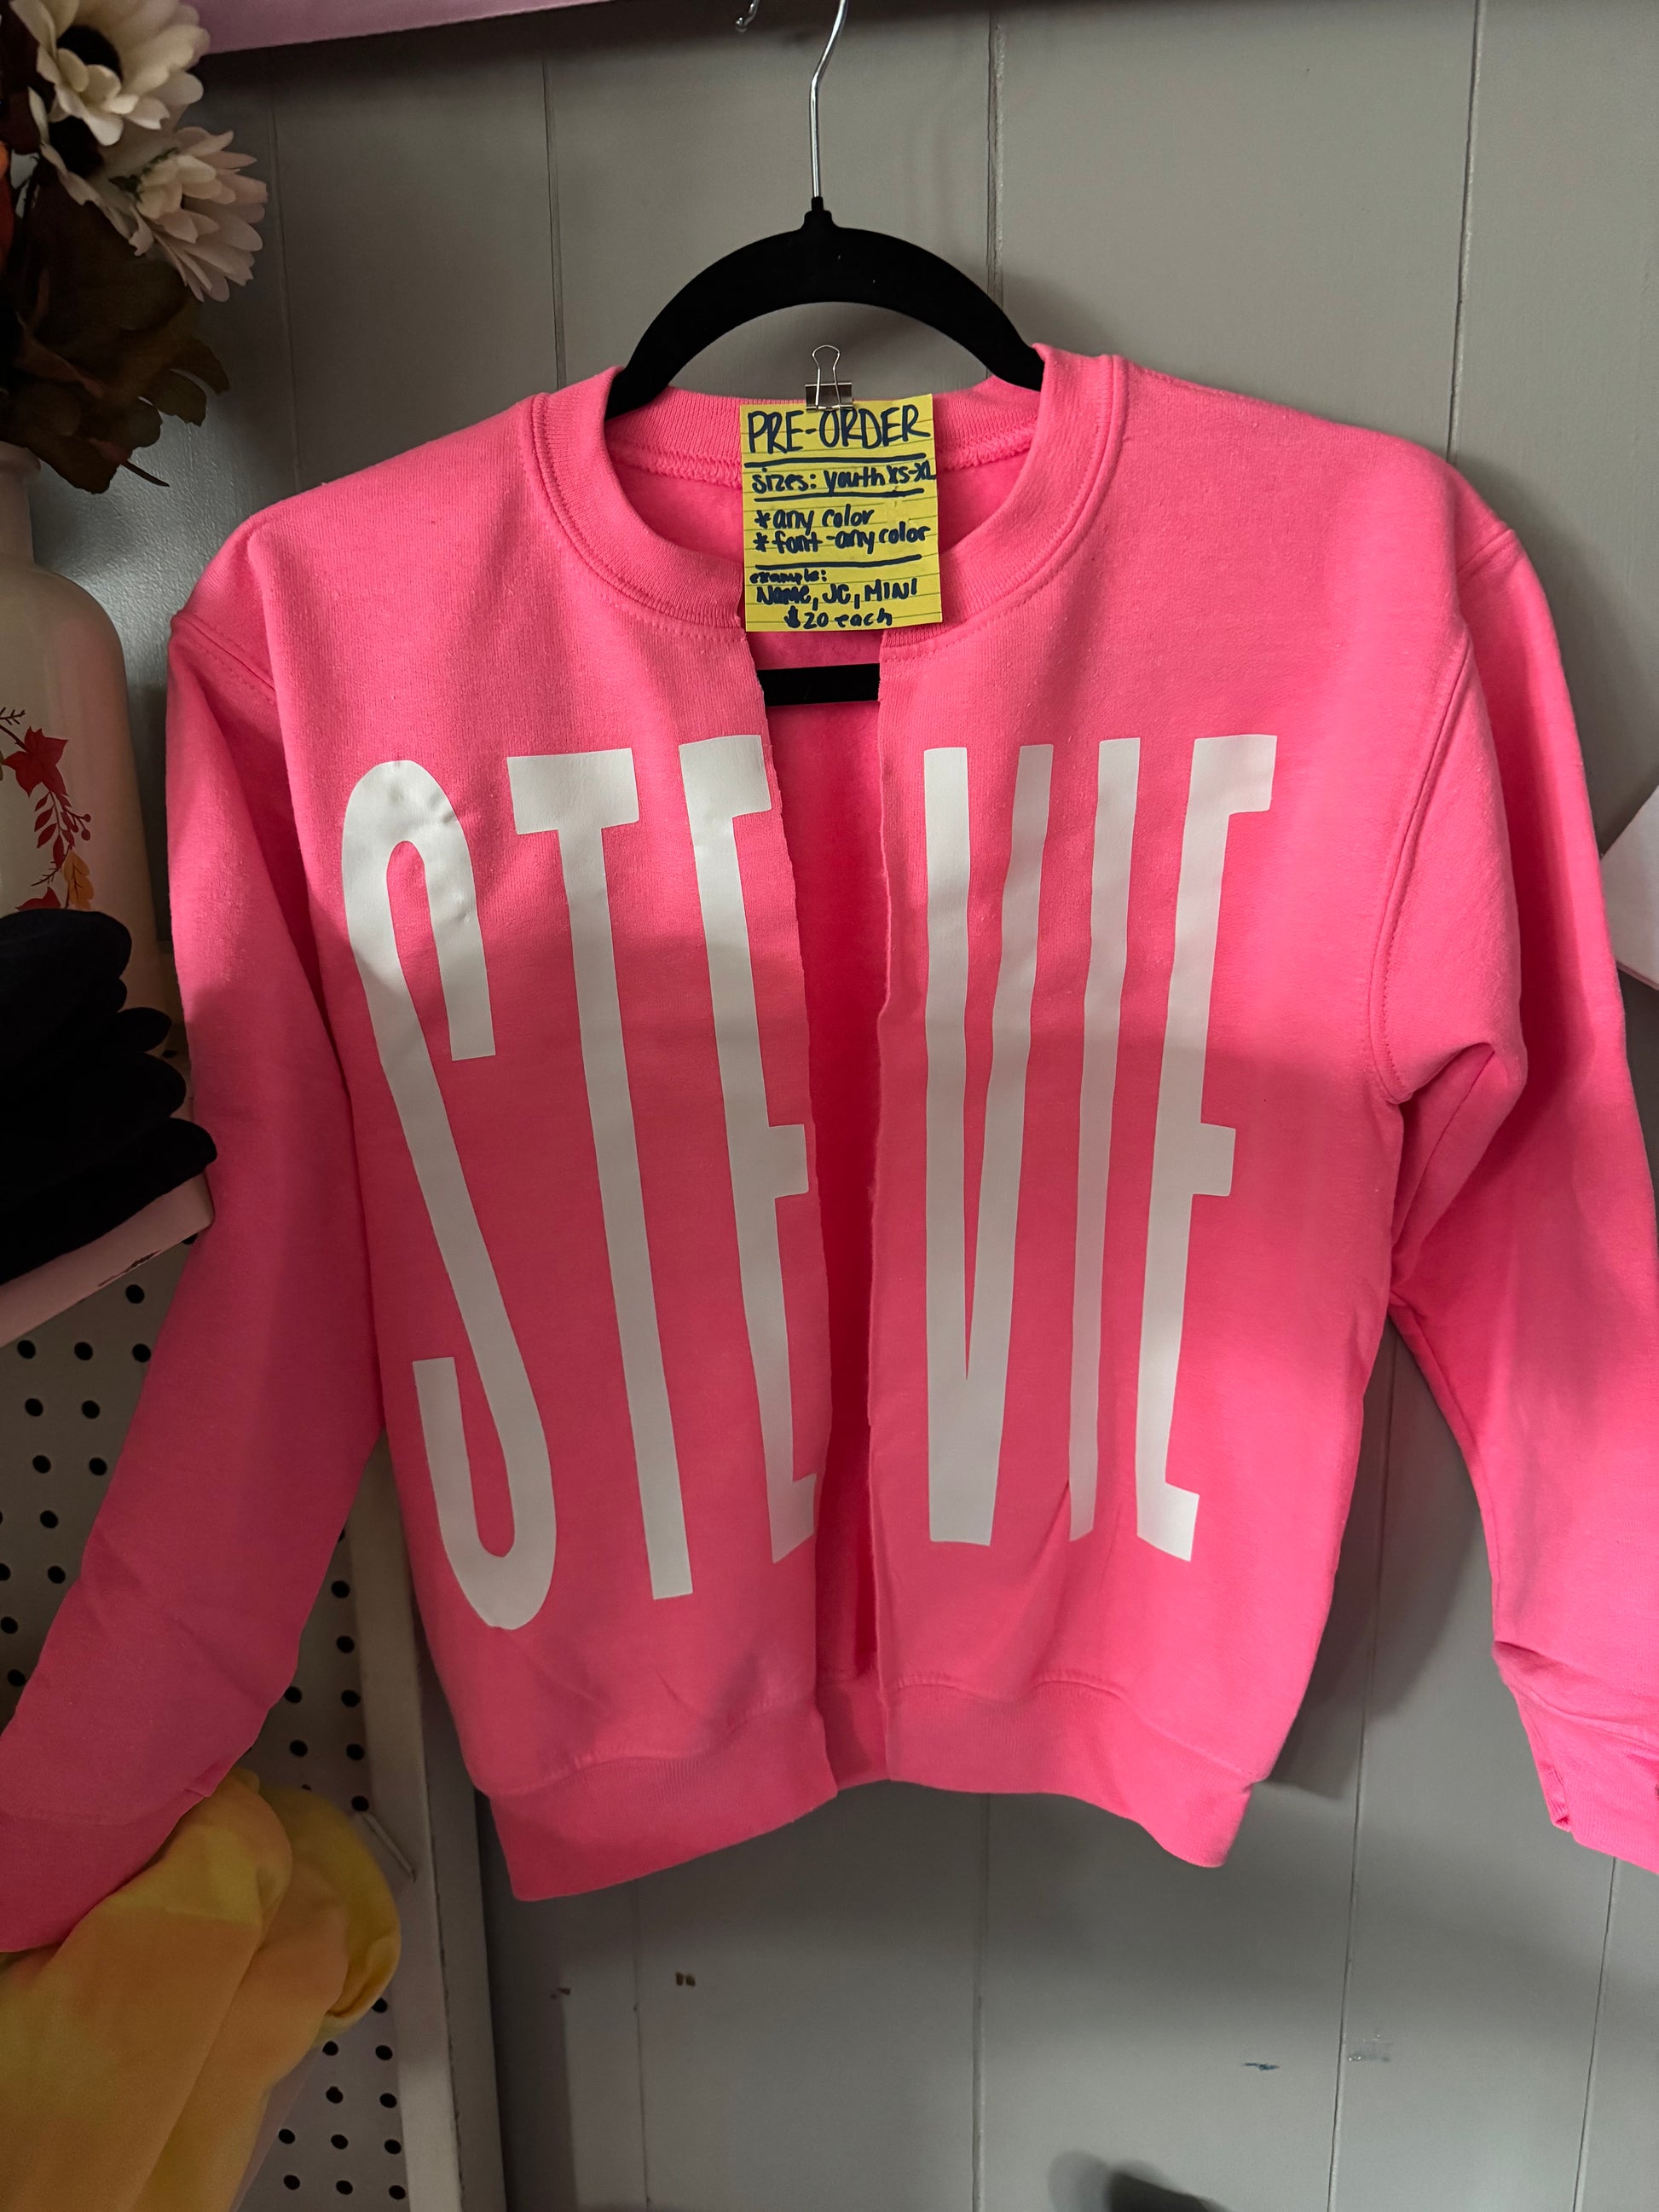 PRE-ORDER
sizes: youth xs-xl
*any color
*font-any color
example:
Name, JC, MINI
$20 each
STEVIE